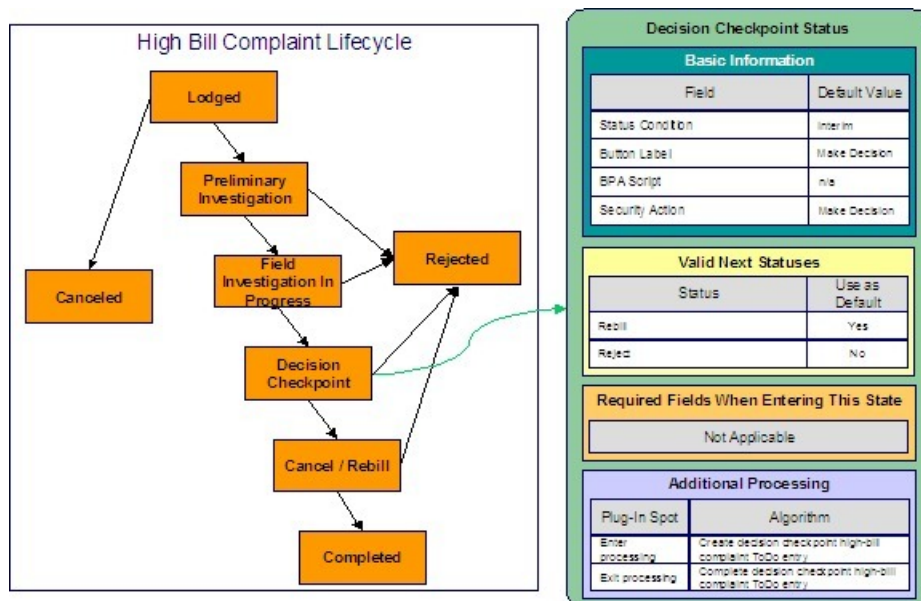 High Bill Complaint Lifecycle
Lodged
Preliminary
Investigation
Canceled
Field
Investigation In
Progress
Rejected
Decision
Checkpoint
Cancel / Rebill
Completed
Decision Checkpoint Status
Basic Information
Field Default Value
Status Condition Interim
Button Label Make Decision
BPA Script n/a
Security Action Make Decision
Valid Next Statuses
Status Use as
Default
Rebill Yes
Reject No
Required Fields When Entering This State
Not Applicable
Additional Processing
Plug-In Spot Algorithm
Enter Create decision checkpoint high-bill
processing complaint ToDo entry
Exit processing Complete decision checkpoint high-bill
complaint ToDo entry